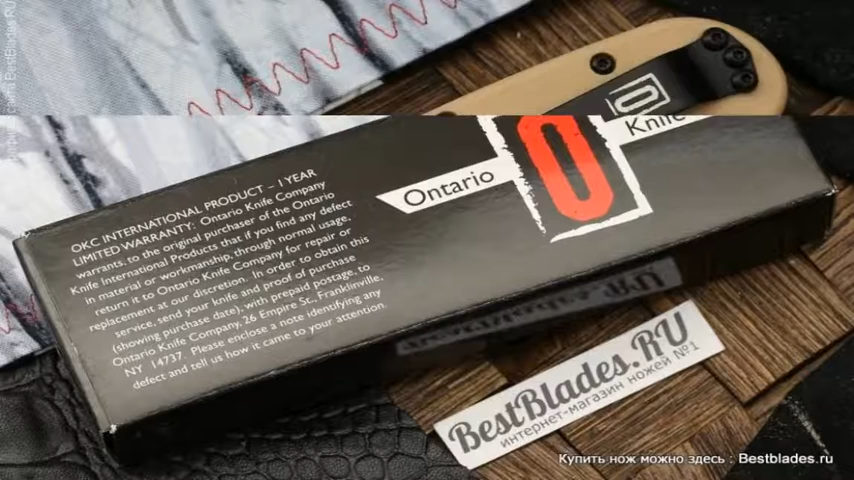 OKC INTERNATIONAL PRODUCT – 1 YEAR
LIMITED WARRANTY: Ontario Knife Company
warrants, to the original purchaser of the Ontario
Knife International Products that if you find any defect
in material or workmanship, through normal usage,
return it to Ontario Knife Company for repair or
replacement at our discretion. In order to obtain this
service, send your knife and proof of purchase
(showing purchase date), with prepaid postage, to
Ontario Knife Company, 26 Empire St., Franklinville,
NY 14737. Please enclose a note identifying any
defect and tell us how it came to your attention.
Ontario
Knife
BestBlades.RU
интернет-магазин ножей №1
Купить нож можно здесь : Bestblades.ru